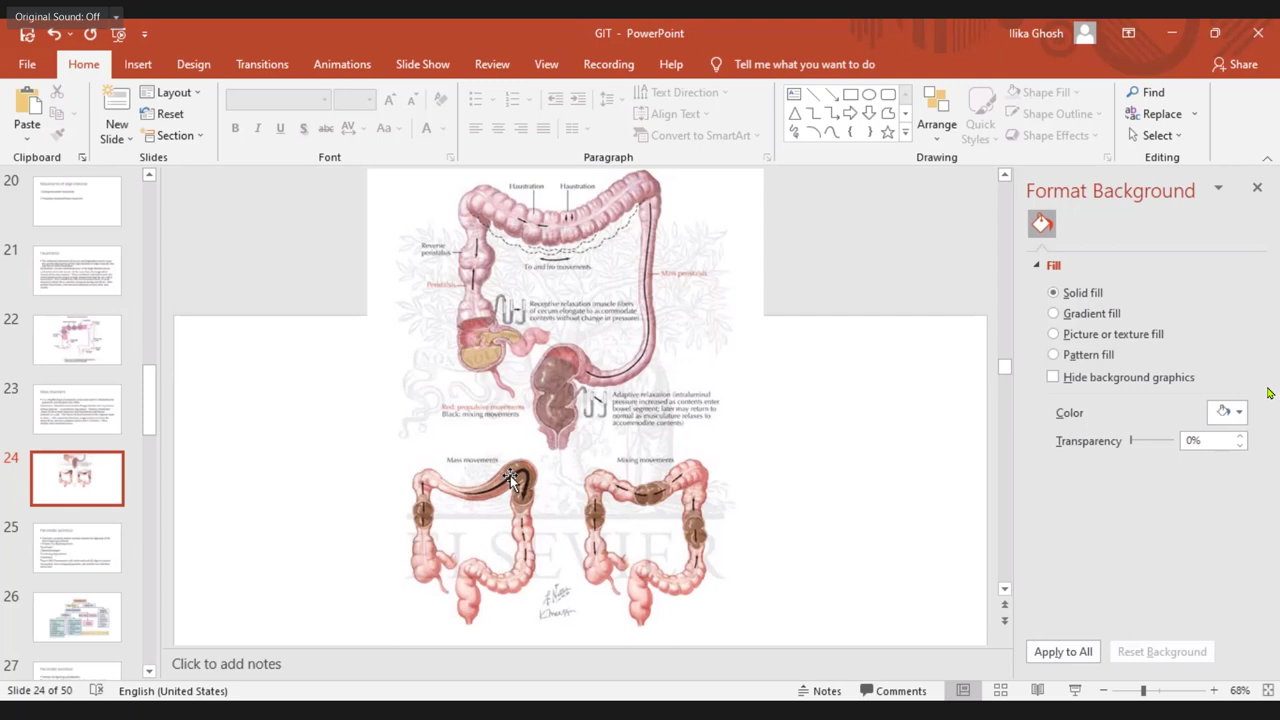 Original Sound: Off
GIT - PowerPoint
Ilika Ghosh
File Home Insert Design Transitions Animations Slide Show Review View Recording Help Tell me what you want to do Share
Paste
Clipboard
New
Slide
Layout
Reset
Section
Slides
B I U S abc AV Aa A
Font
Text Direction
Align Text
Convert to SmartArt
Paragraph
Arrange
Quick
Styles
Shape Fill
Shape Outline
Shape Effects
Drawing
Find
Replace
Select
Editing
20
21
22
23
24
25
26
27
Haustration Haustration
Reverse
peristalsis
To and fro movements
Mass peristalsis
Peristalsis
Receptive relaxation (muscle fibers
of cecum elongate to accommodate
contents without change in pressure)
Red: propulsive movements
Black: mixing movements
Adaptive relaxation (intraluminal
pressure increased as contents enter
bowel segment; later may return to
normal as musculature relaxes to
accommodate contents)
Mass movements Mixing movements
ELSEVIER
Click to add notes
Format Background
Fill
Solid fill
Gradient fill
Picture or texture fill
Pattern fill
Hide background graphics
Color
Transparency 0%
Apply to All Reset Background
Slide 24 of 50 English (United States) Notes Comments 68%